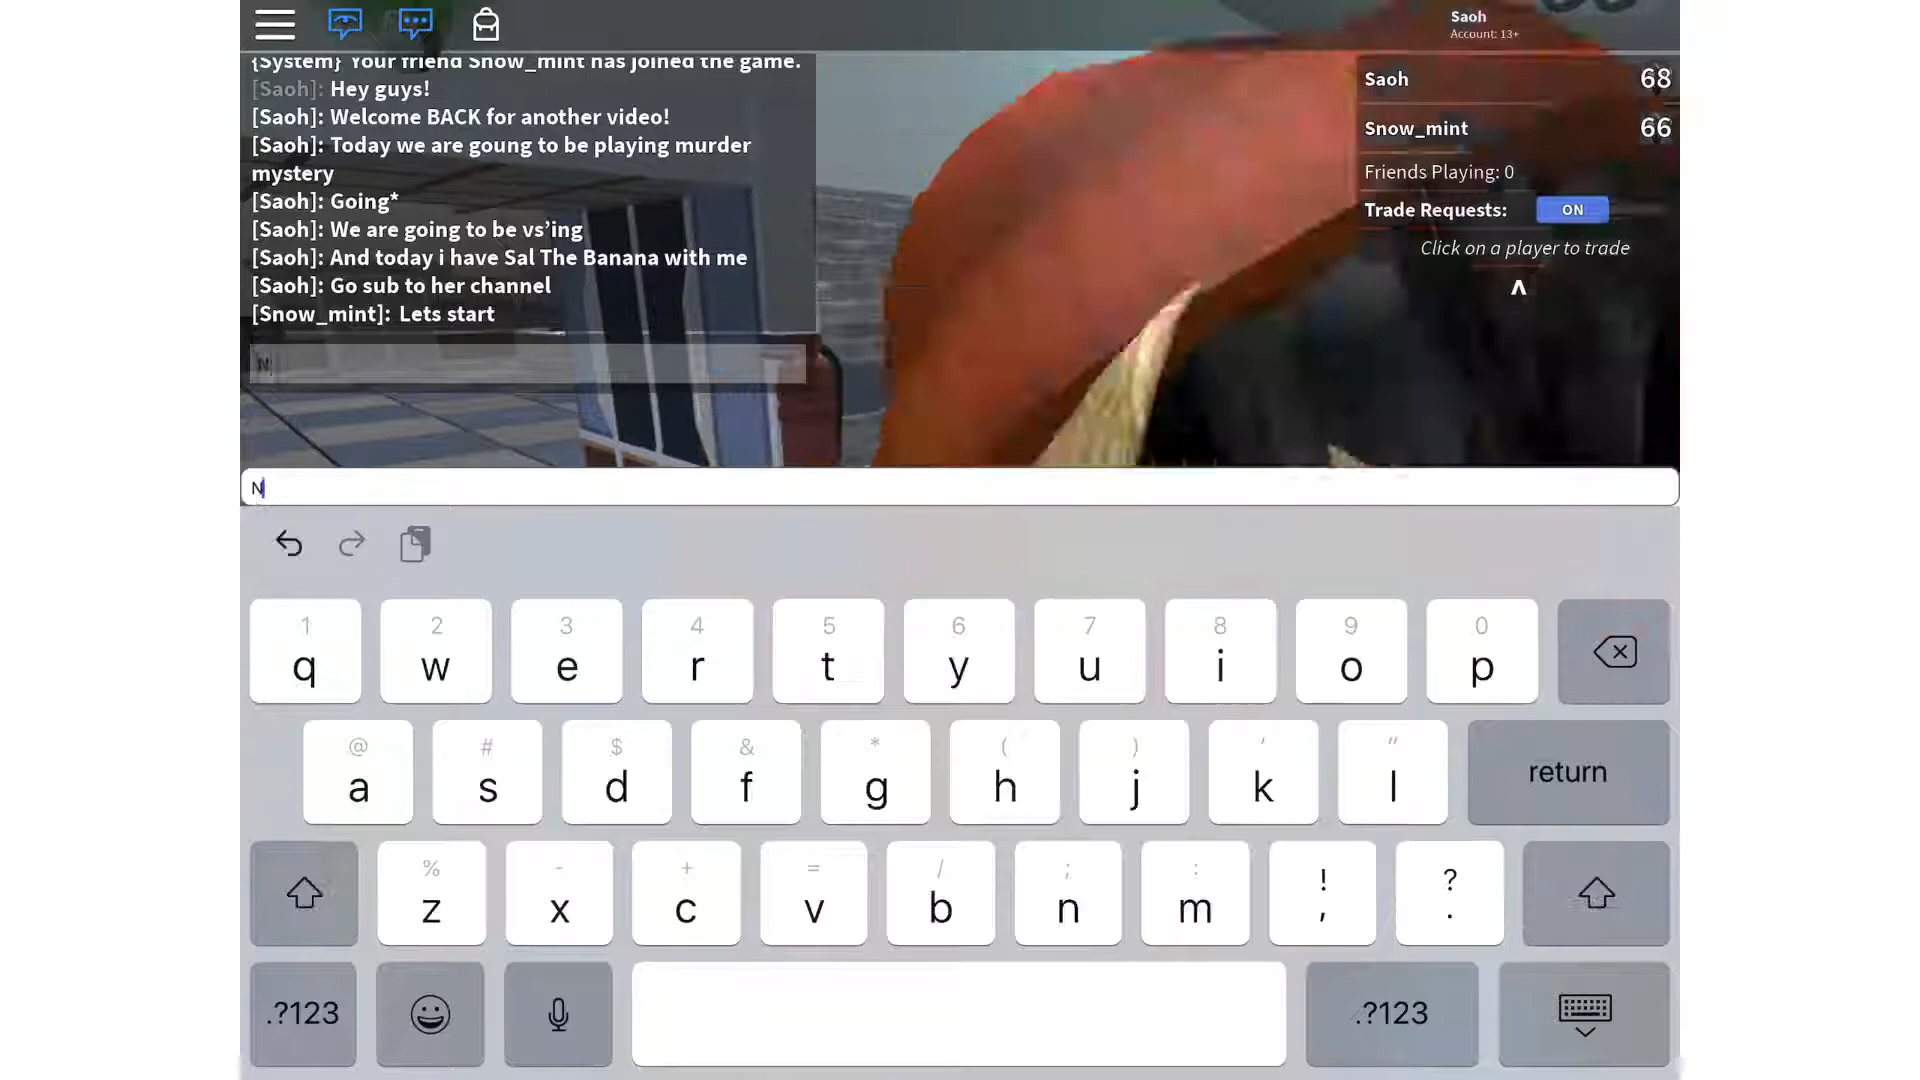 Saoh
Account: 13+
{System} Your friend Snow_mint has joined the game.
[Saoh]: Hey guys!
[Saoh]: Welcome BACK for another video!
[Saoh]: Today we are goung to be playing murder
mystery
[Saoh]: Going*
[Saoh]: We are going to be vs’ing
[Saoh]: And today i have Sal The Banana with me
[Saoh]: Go sub to her channel
[Snow_mint]: Lets start
N
Saoh 68
Snow_mint 66
Friends Playing: 0
Trade Requests: ON
Click on a player to trade
N
1 2 3 4 5 6 7 8 9 0
q w e r t y u i o p
@ # $ & * ( ) ' "
a s d f g h j k l return
% - + = / ; : ! ?
z x c v b n m , .
.?123 .?123